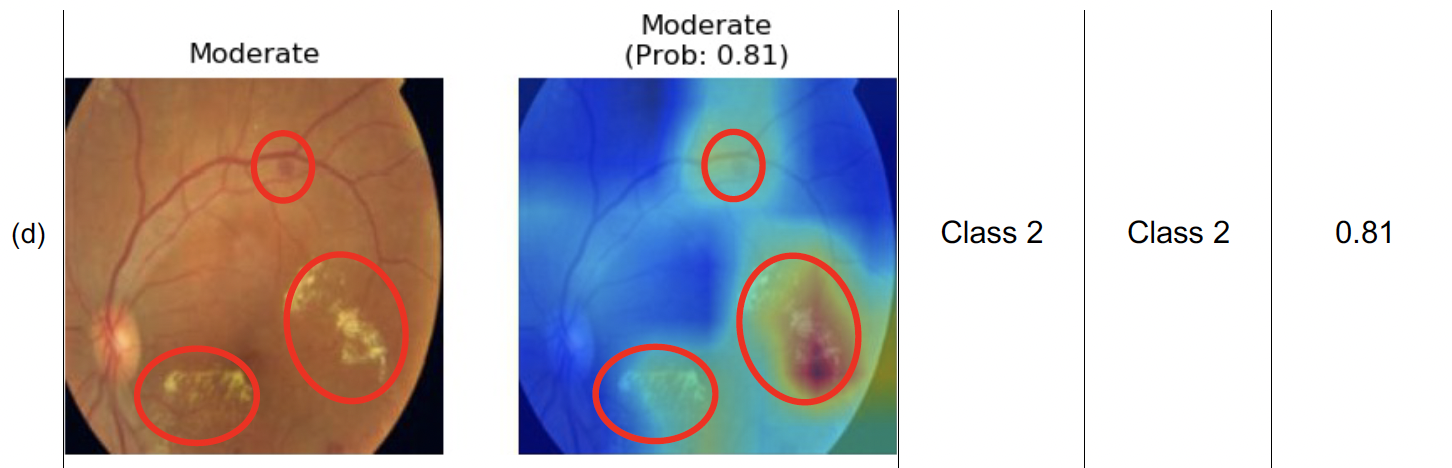 Moderate
Moderate
(Prob: 0.81)
(d)
Class 2
Class 2
0.81